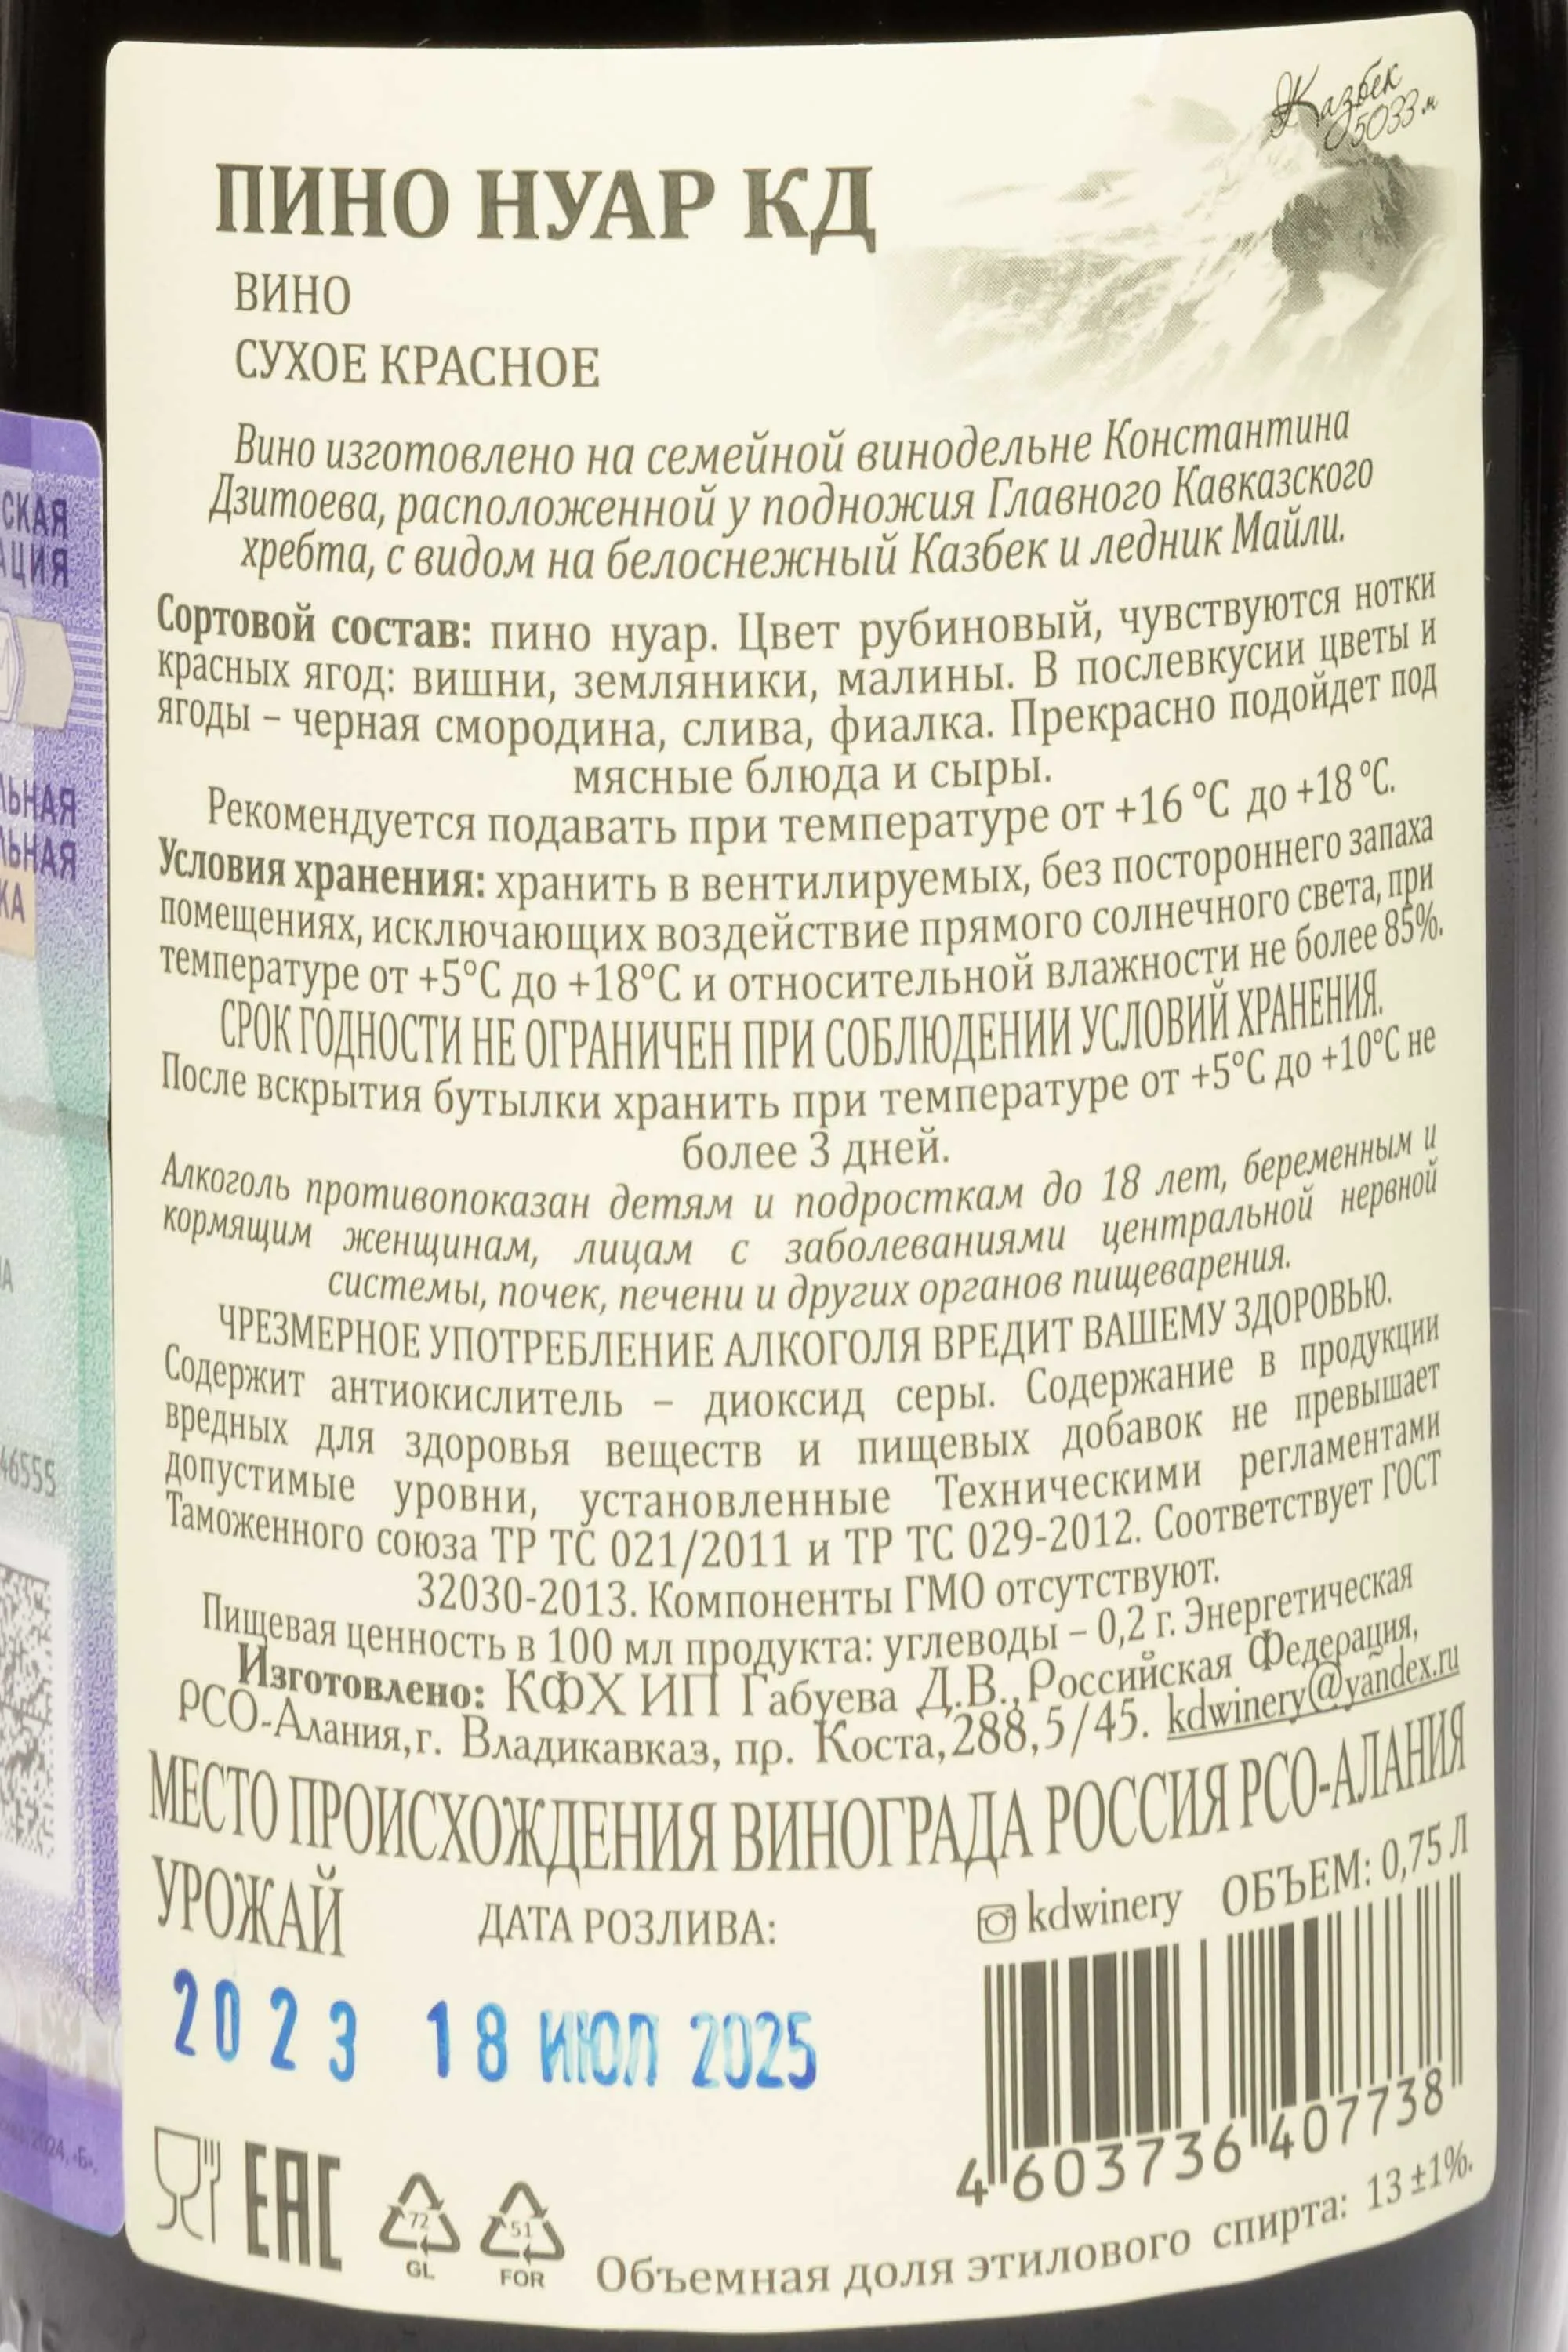 Казбек
5033 м
ПИНО НУАР КД
ВИНО
СУХОЕ КРАСНОЕ
Вино изготовлено на семейной винодельне Константина
Дзитоева, расположенной у подножия Главного Кавказского
хребта, с видом на белоснежный Казбек и ледник Майли.
Сортовой состав: пино нуар. Цвет рубиновый, чувствуются нотки
красных ягод: вишни, земляники, малины. В послевкусии цветы и
ягоды – черная смородина, слива, фиалка. Прекрасно подойдет под
мясные блюда и сыры.
Рекомендуется подавать при температуре от +16 °С до +18 °С.
Условия хранения: хранить в вентилируемых, без постороннего запаха
помещениях, исключающих воздействие прямого солнечного света, при
температуре от +5°С до +18°С и относительной влажности не более 85%.
СРОК ГОДНОСТИ НЕ ОГРАНИЧЕН ПРИ СОБЛЮДЕНИИ УСЛОВИЙ ХРАНЕНИЯ.
После вскрытия бутылки хранить при температуре от +5°С до +10°С не
более 3 дней.
Алкоголь противопоказан детям и подросткам до 18 лет, беременным и
кормящим женщинам, лицам с заболеваниями центральной нервной
системы, почек, печени и других органов пищеварения.
ЧРЕЗМЕРНОЕ УПОТРЕБЛЕНИЕ АЛКОГОЛЯ ВРЕДИТ ВАШЕМУ ЗДОРОВЬЮ.
Содержит антиокислитель – диоксид серы. Содержание в продукции
вредных для здоровья веществ и пищевых добавок не превышает
допустимые уровни, установленные Техническими регламентами
Таможенного союза ТР ТС 021/2011 и ТР ТС 029-2012. Соответствует ГОСТ
32030-2013. Компоненты ГМО отсутствуют.
Пищевая ценность в 100 мл продукта: углеводы – 0,2 г. Энергетическая
Изготовлено: КФХ ИП Габуева Д.В., Российская Федерация,
РСО-Алания, г. Владикавказ, пр. Коста, 288, 5/45. kdwinery@yandex.ru
МЕСТО ПРОИСХОЖДЕНИЯ ВИНОГРАДА РОССИЯ РСО-АЛАНИЯ
УРОЖАЙ ДАТА РОЗЛИВА: kdwinery ОБЪЕМ: 0,75 Л
2023 18 ИЮЛ 2025
4 603736 407738
ЕАС
72
GL
51
FOR
Объемная доля этилового спирта: 13 ±1%.
СКАЯ
АЦИЯ
ЬНАЯ
ЬНАЯ
КА
46555